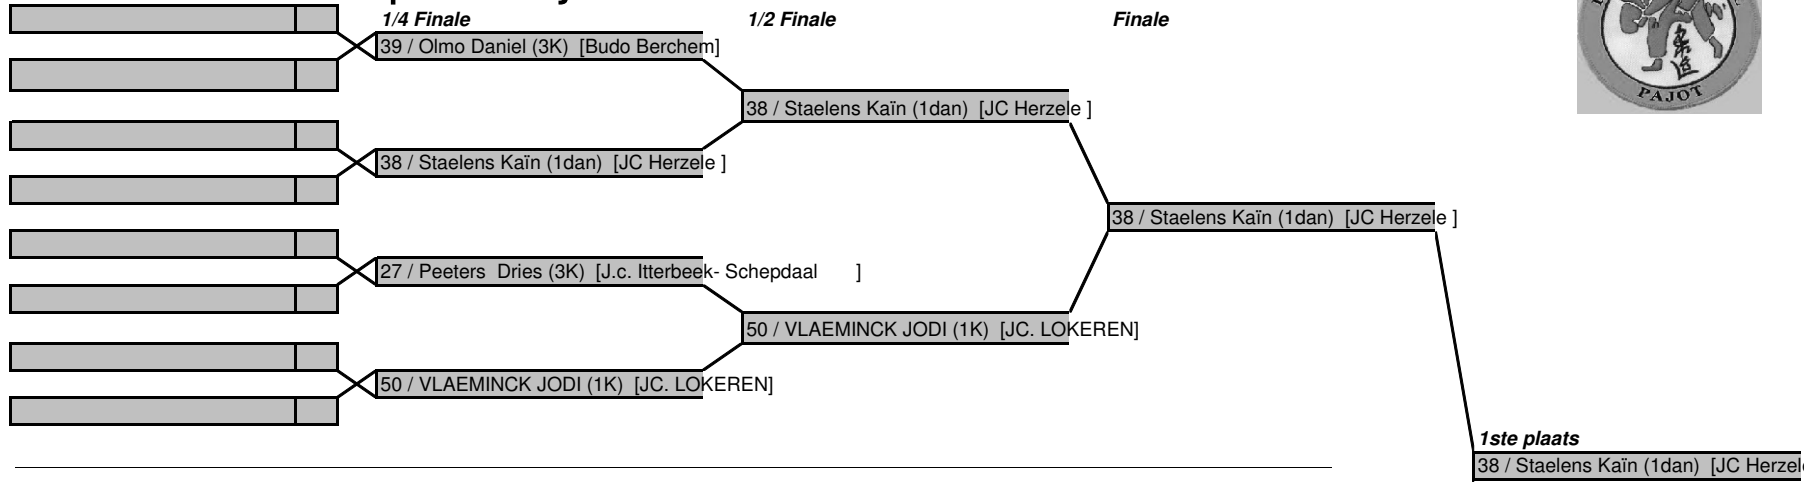 1/4 Finale
1/2 Finale
Finale
39 / Olmo Daniel (3K) [Budo Berchem]
38 / Staelens Kaïn (1dan) [JC Herzele ]
38 / Staelens Kaïn (1dan) [JC Herzele ]
38 / Staelens Kaïn (1dan) [JC Herzele ]
27 / Peeters Dries (3K) [J.c. Itterbeek- Schepdaal ]
50 / VLAEMINCK JODI (1K) [JC. LOKEREN]
50 / VLAEMINCK JODI (1K) [JC. LOKEREN]
1ste plaats
38 / Staelens Kaïn (1dan) [JC Herzel
柔道
PAJOT